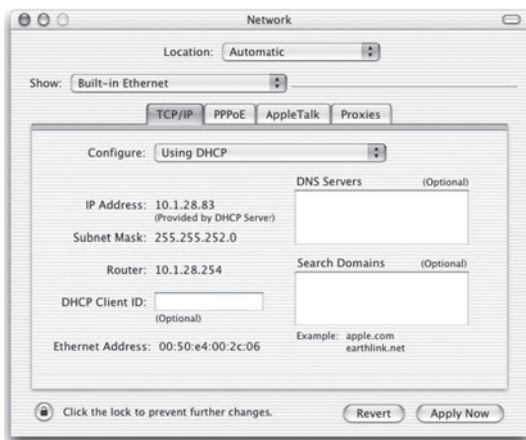 Network
Location: Automatic
Show: Built-in Ethernet
TCP/IP PPPoE AppleTalk Proxies
Configure: Using DHCP
DNS Servers (Optional)
IP Address: 10.1.28.83
(Provided by DHCP Server)
Subnet Mask: 255.255.252.0
Router: 10.1.28.254
Search Domains (Optional)
DHCP Client ID:
(Optional)
Example: apple.com
earthlink.net
Ethernet Address: 00:50:e4:00:2c:06
Click the lock to prevent further changes.
Revert Apply Now